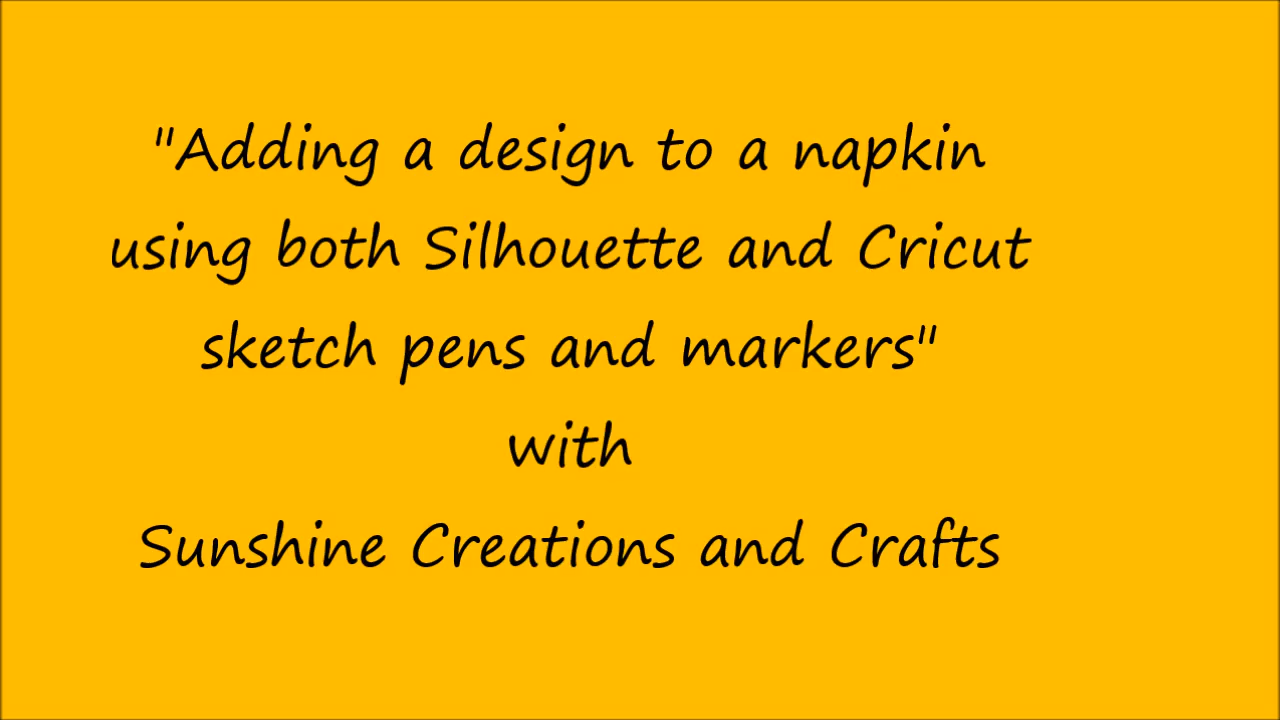 "Adding a design to a napkin
using both Silhouette and Cricut
sketch pens and markers"
with
Sunshine Creations and Crafts